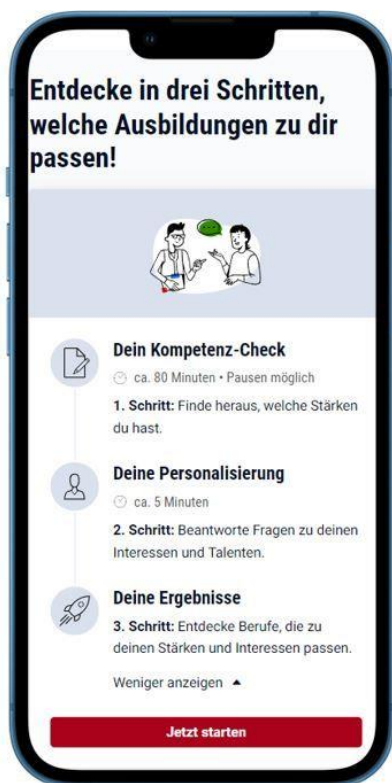 Entdecke in drei Schritten,
welche Ausbildungen zu dir
passen!
Dein Kompetenz-Check
ca. 80 Minuten • Pausen möglich
1. Schritt: Finde heraus, welche Stärken
du hast.
Deine Personalisierung
ca. 5 Minuten
2. Schritt: Beantworte Fragen zu deinen
Interessen und Talenten.
Deine Ergebnisse
3. Schritt: Entdecke Berufe, die zu
deinen Stärken und Interessen passen.
Weniger anzeigen
Jetzt starten